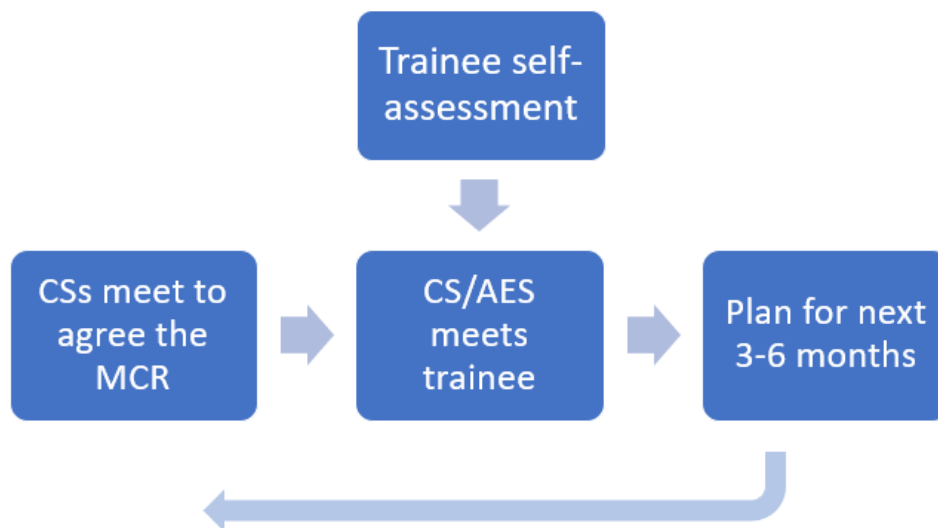 Trainee self-
assessment
CSs meet to
agree the
MCR
CS/AES
meets
trainee
Plan for next
3-6 months